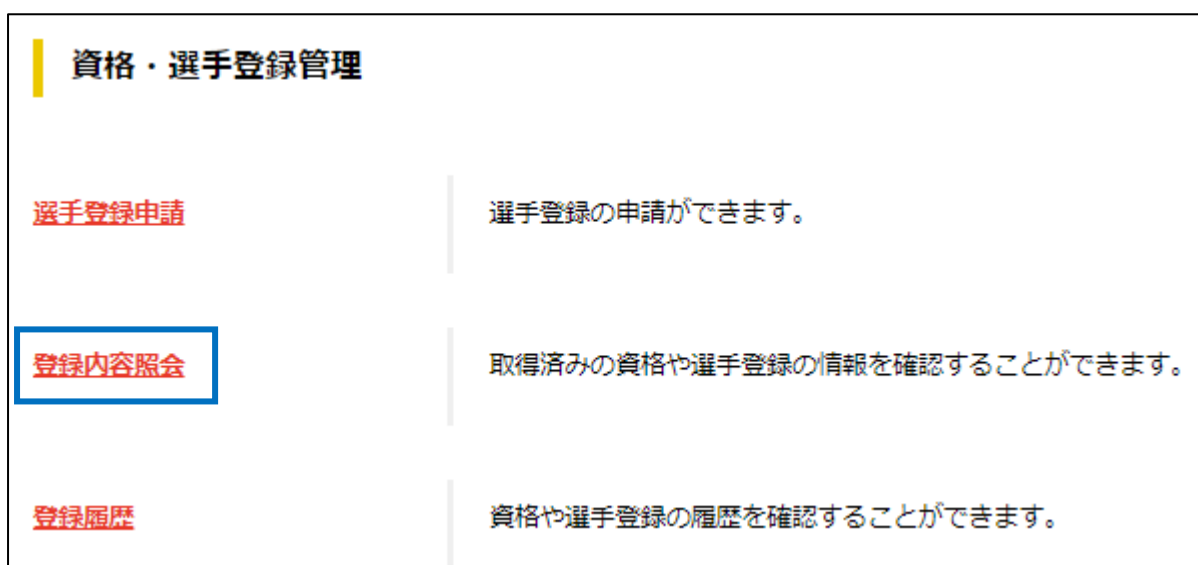 資格・選手登録管理
選手登録申請
選手登録の申請ができます。
登録内容照会
取得済みの資格や選手登録の情報を確認することができます。
登録履歴
資格や選手登録の履歴を確認することができます。